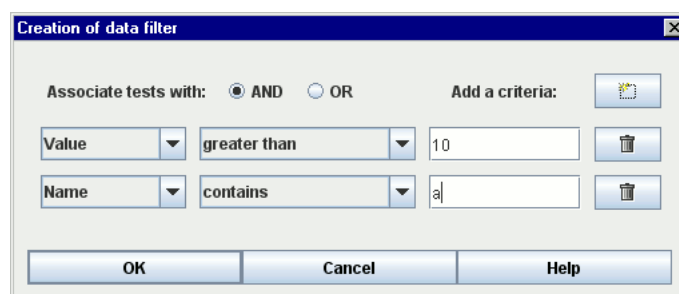 Creation of data filter
Associate tests with: AND OR Add a criteria:
Value greater than 10
Name contains a
OK Cancel Help